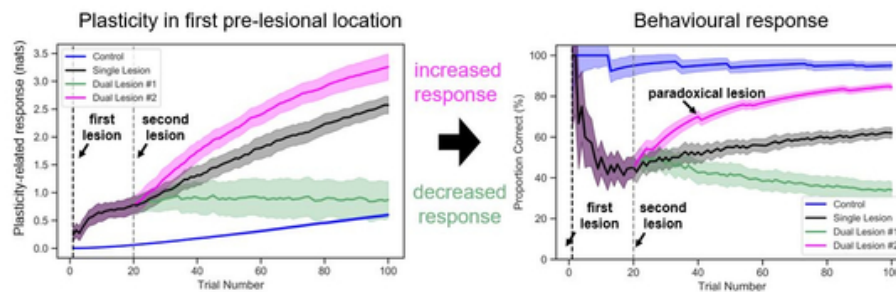 Plasticity in first pre-lesional location
Plasticity-related response (nats)
3.5
3.0
2.5
2.0
1.5
1.0
0.5
0.0
Control
Single Lesion
Dual Lesion #1
Dual Lesion #2
first
lesion
second
lesion
0
20
40
60
80
100
Trial Number
increased
response
decreased
response
Behavioural response
Proportion Correct (%)
100
80
60
40
20
0
paradoxical lesion
first
lesion
second
lesion
Control
Single Lesion
Dual Lesion #1
Dual Lesion #2
0
20
40
60
80
100
Trial Number